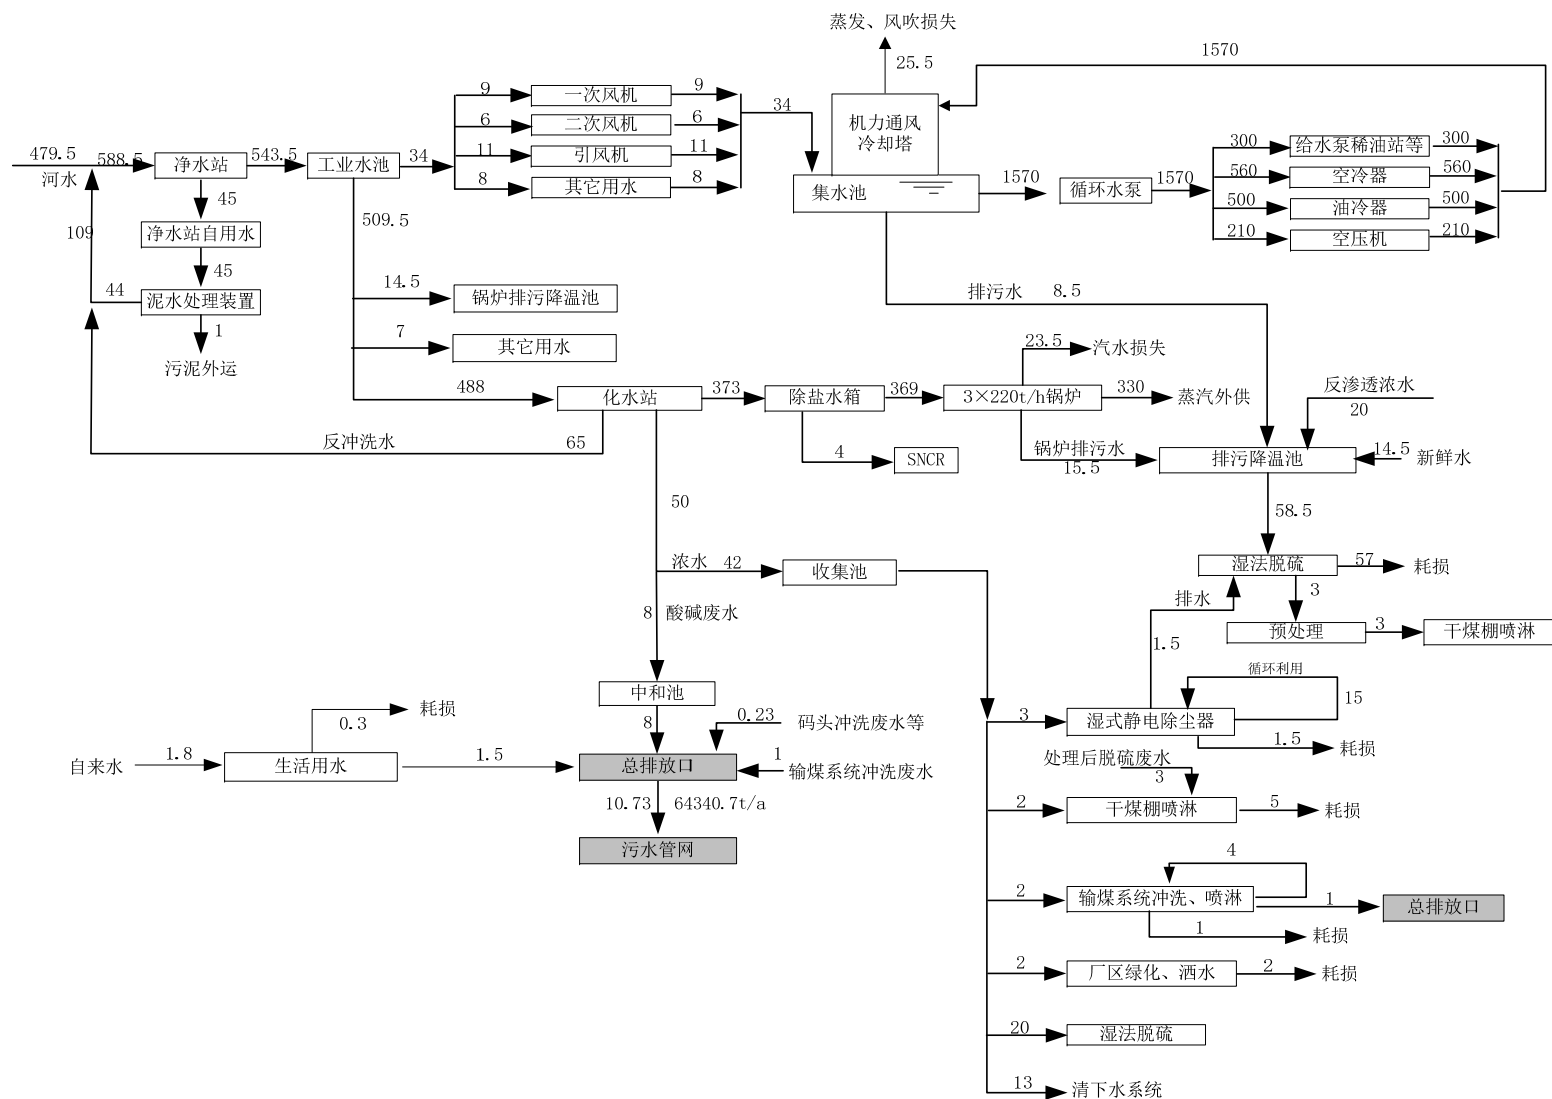 蒸发、风吹损失
25.5
1570
机力通风
冷却塔
集水池
34
1570
循环水泵
1570
300
给水泵稀油站等
300
560
空冷器
560
500
油冷器
500
210
空压机
210
9
一次风机
9
6
二次风机
6
11
引风机
11
8
其它用水
8
479.5
588.5
河水
净水站
543.5
工业水池
34
45
净水站自用水
109
45
44
泥水处理装置
1
污泥外运
509.5
14.5
锅炉排污降温池
7
其它用水
488
化水站
373
除盐水箱
369
3×220t/h锅炉
23.5
汽水损失
330
蒸汽外供
排污水
8.5
反渗透浓水
20
反冲洗水
65
4
SNCR
锅炉排污水
15.5
排污降温池
14.5
新鲜水
50
58.5
浓水
42
收集池
湿法脱硫
57
耗损
8
酸碱废水
排水
3
1.5
预处理
3
干煤棚喷淋
中和池
8
循环利用
15
3
湿式静电除尘器
1.5
耗损
0.3
耗损
自来水
1.8
生活用水
1.5
总排放口
0.23
码头冲洗废水等
1
输煤系统冲洗废水
10.73
64340.7t/a
污水管网
处理后脱硫废水
3
2
干煤棚喷淋
5
耗损
4
2
输煤系统冲洗、喷淋
1
总排放口
1
耗损
2
厂区绿化、洒水
2
耗损
20
湿法脱硫
13
清下水系统